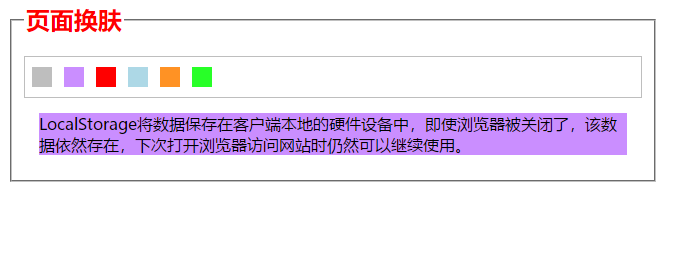 页面换肤
LocalStorage将数据保存在客户端本地的硬件设备中，即使浏览器被关闭了，该数
据依然存在，下次打开浏览器访问网站时仍然可以继续使用。